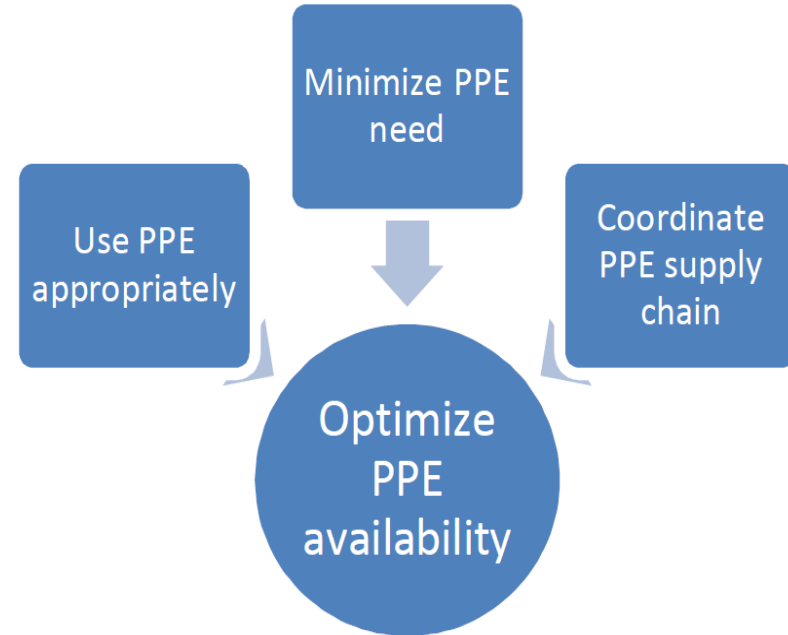 Minimize PPE
need
Use PPE
appropriately
Coordinate
PPE supply
chain
Optimize
PPE
availability